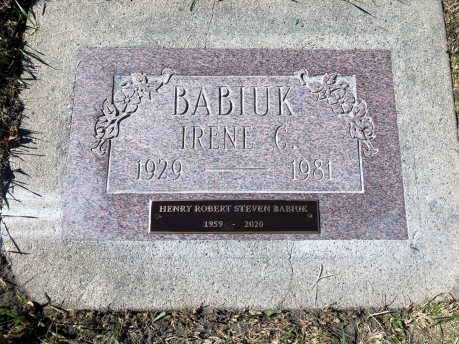 BABIUK
IRENE C.
1929 — 1981
HENRY ROBERT STEVEN BABIUK
1959 - 2020